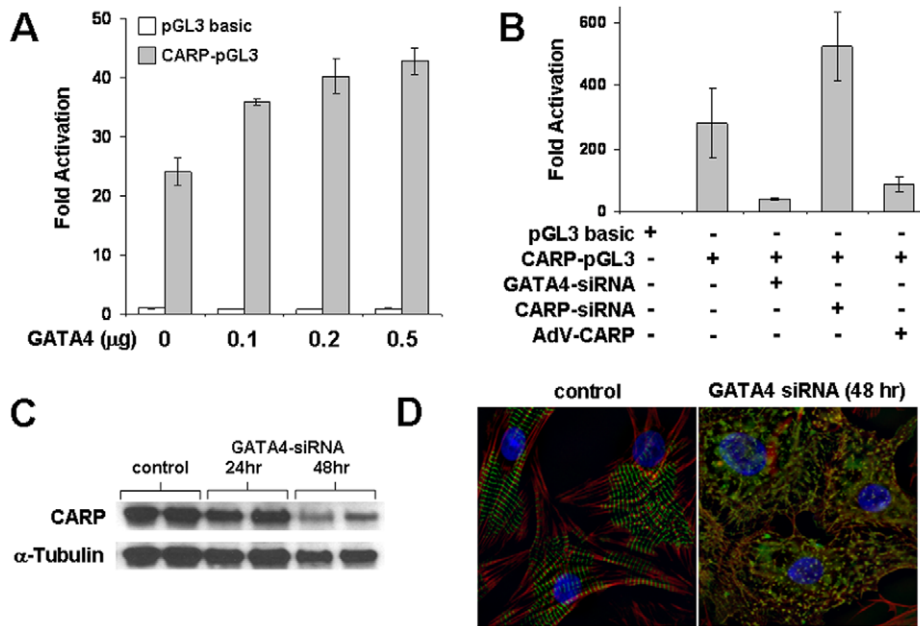 A
pGL3 basic
CARP-pGL3
Fold Activation
50
40
30
20
10
0
GATA4 (µg) 0 0.1 0.2 0.5
B
Fold Activation
600
400
200
0
pGL3 basic + - - - -
CARP-pGL3 - + + + +
GATA4-siRNA - - + - -
CARP-siRNA - - - + -
AdV-CARP - - - - +
C
GATA4-siRNA
control 24hr 48hr
CARP
α-Tubulin
D
control
GATA4 siRNA (48 hr)